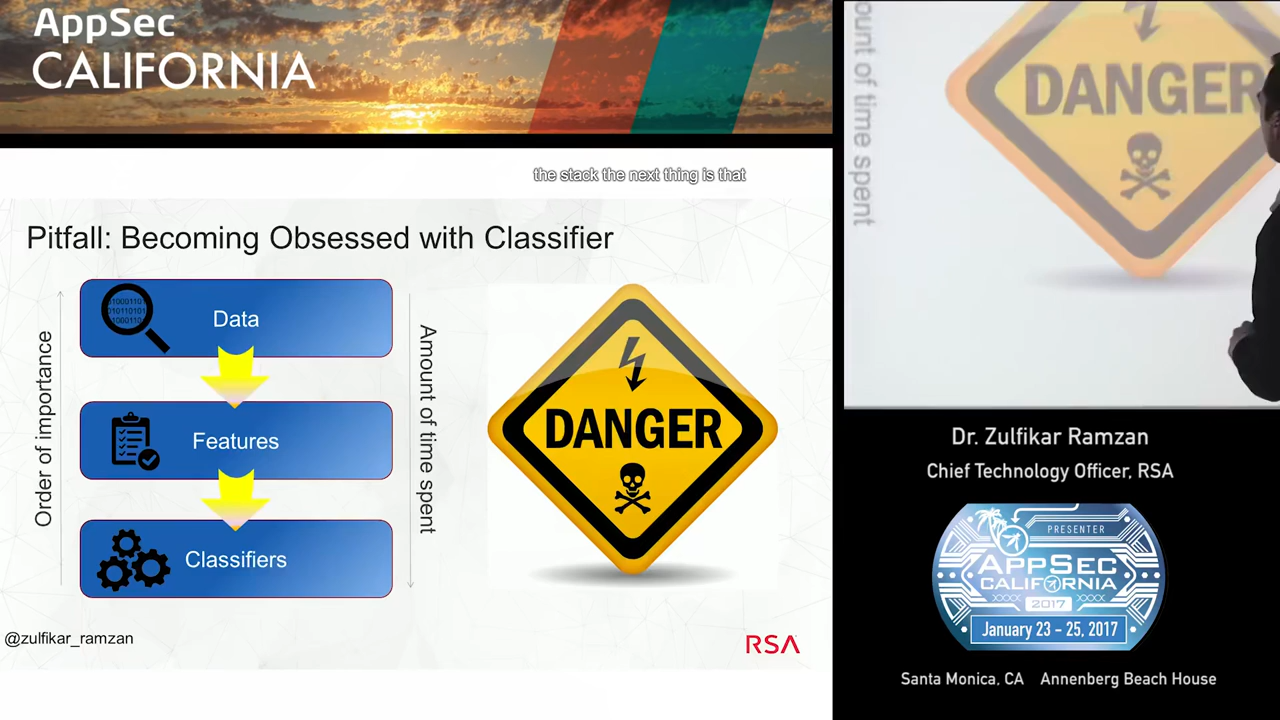 AppSec
CALIFORNIA
the stack the next thing is that
Pitfall: Becoming Obsessed with Classifier
Order of importance
Data
Features
Classifiers
Amount of time spent
DANGER
@zulfikar_ramzan
RSA
ount of time spent
DANGER
Dr. Zulfikar Ramzan
Chief Technology Officer, RSA
PRESENTER
APPSEC
CALIFORNIA
2017
January 23 - 25, 2017
Santa Monica, CA Annenberg Beach House